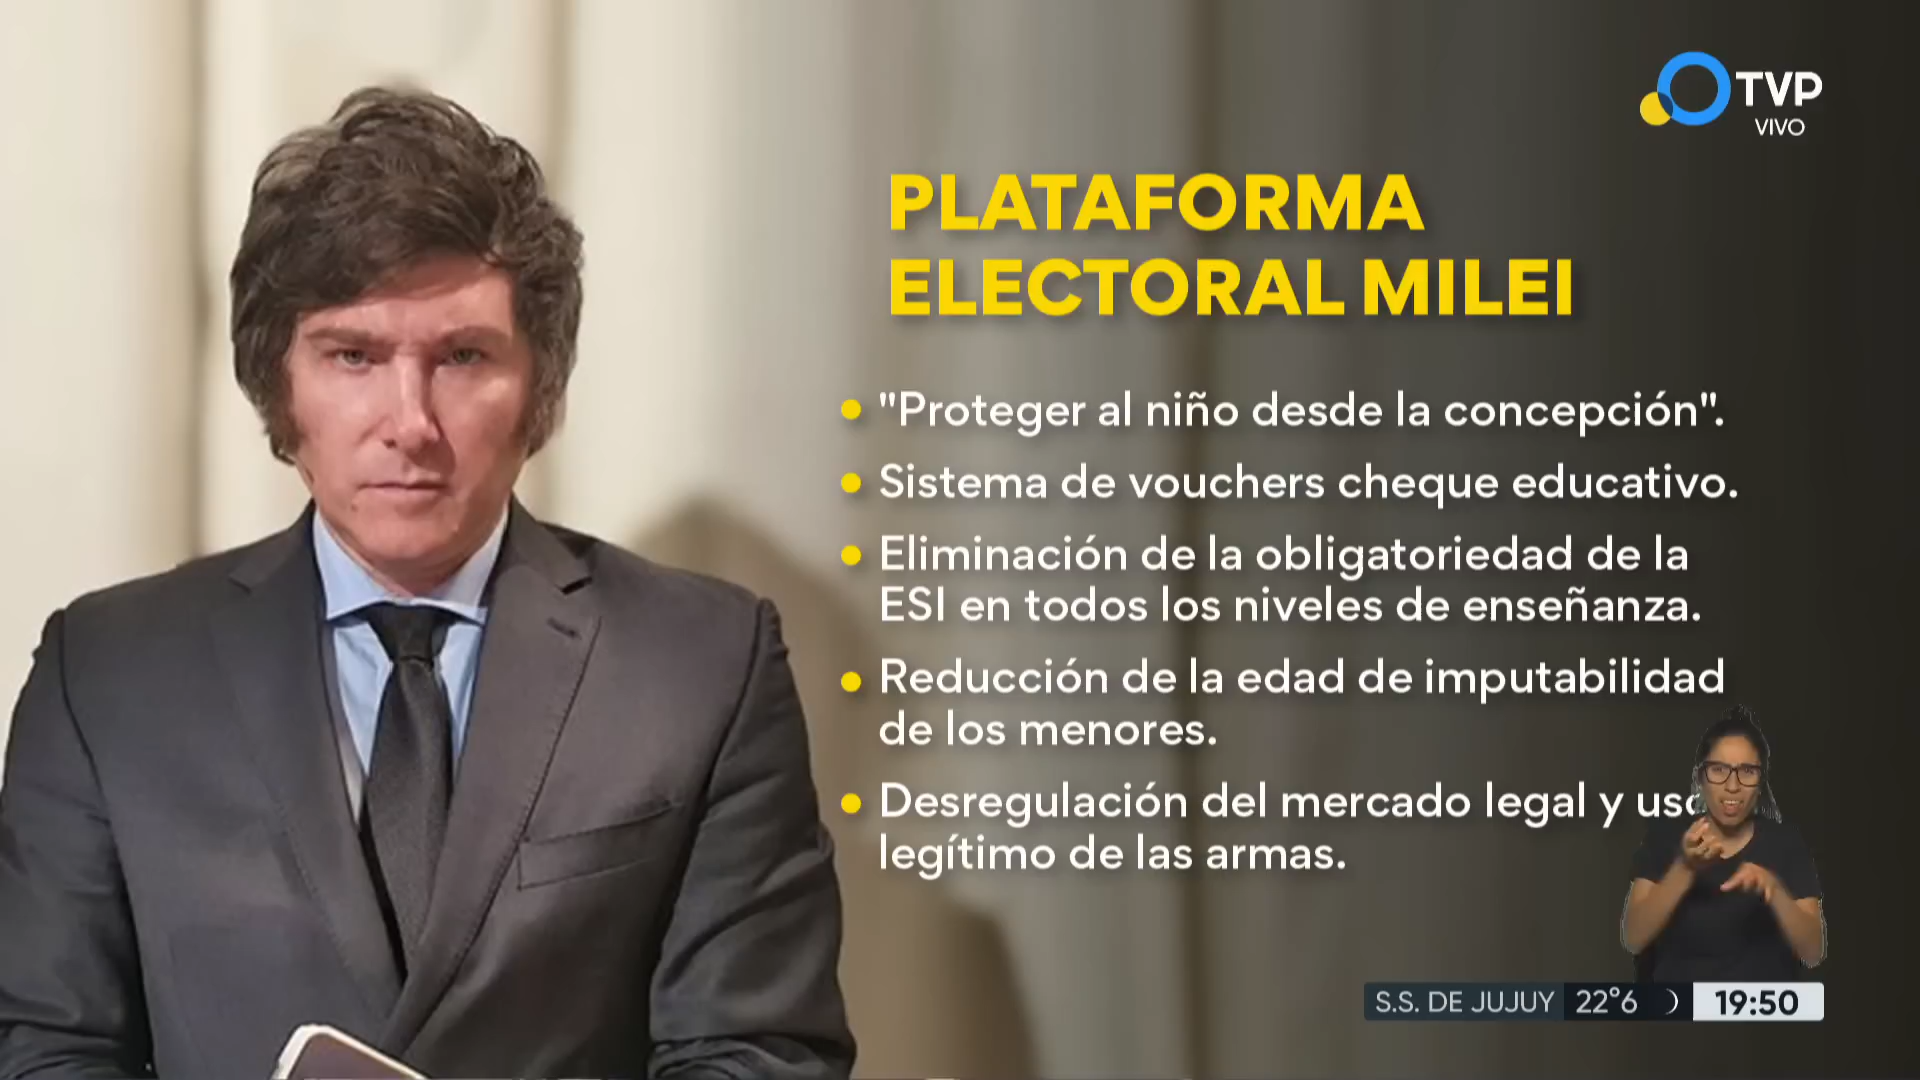 TVP
VIVO
PLATAFORMA
ELECTORAL MILEI
"Proteger al niño desde la concepción".
Sistema de vouchers cheque educativo.
Eliminación de la obligatoriedad de la
ESI en todos los niveles de enseñanza.
Reducción de la edad de imputabilidad
de los menores.
Desregulación del mercado legal y uso
legítimo de las armas.
S.S. DE JUJUY 22°6 19:50